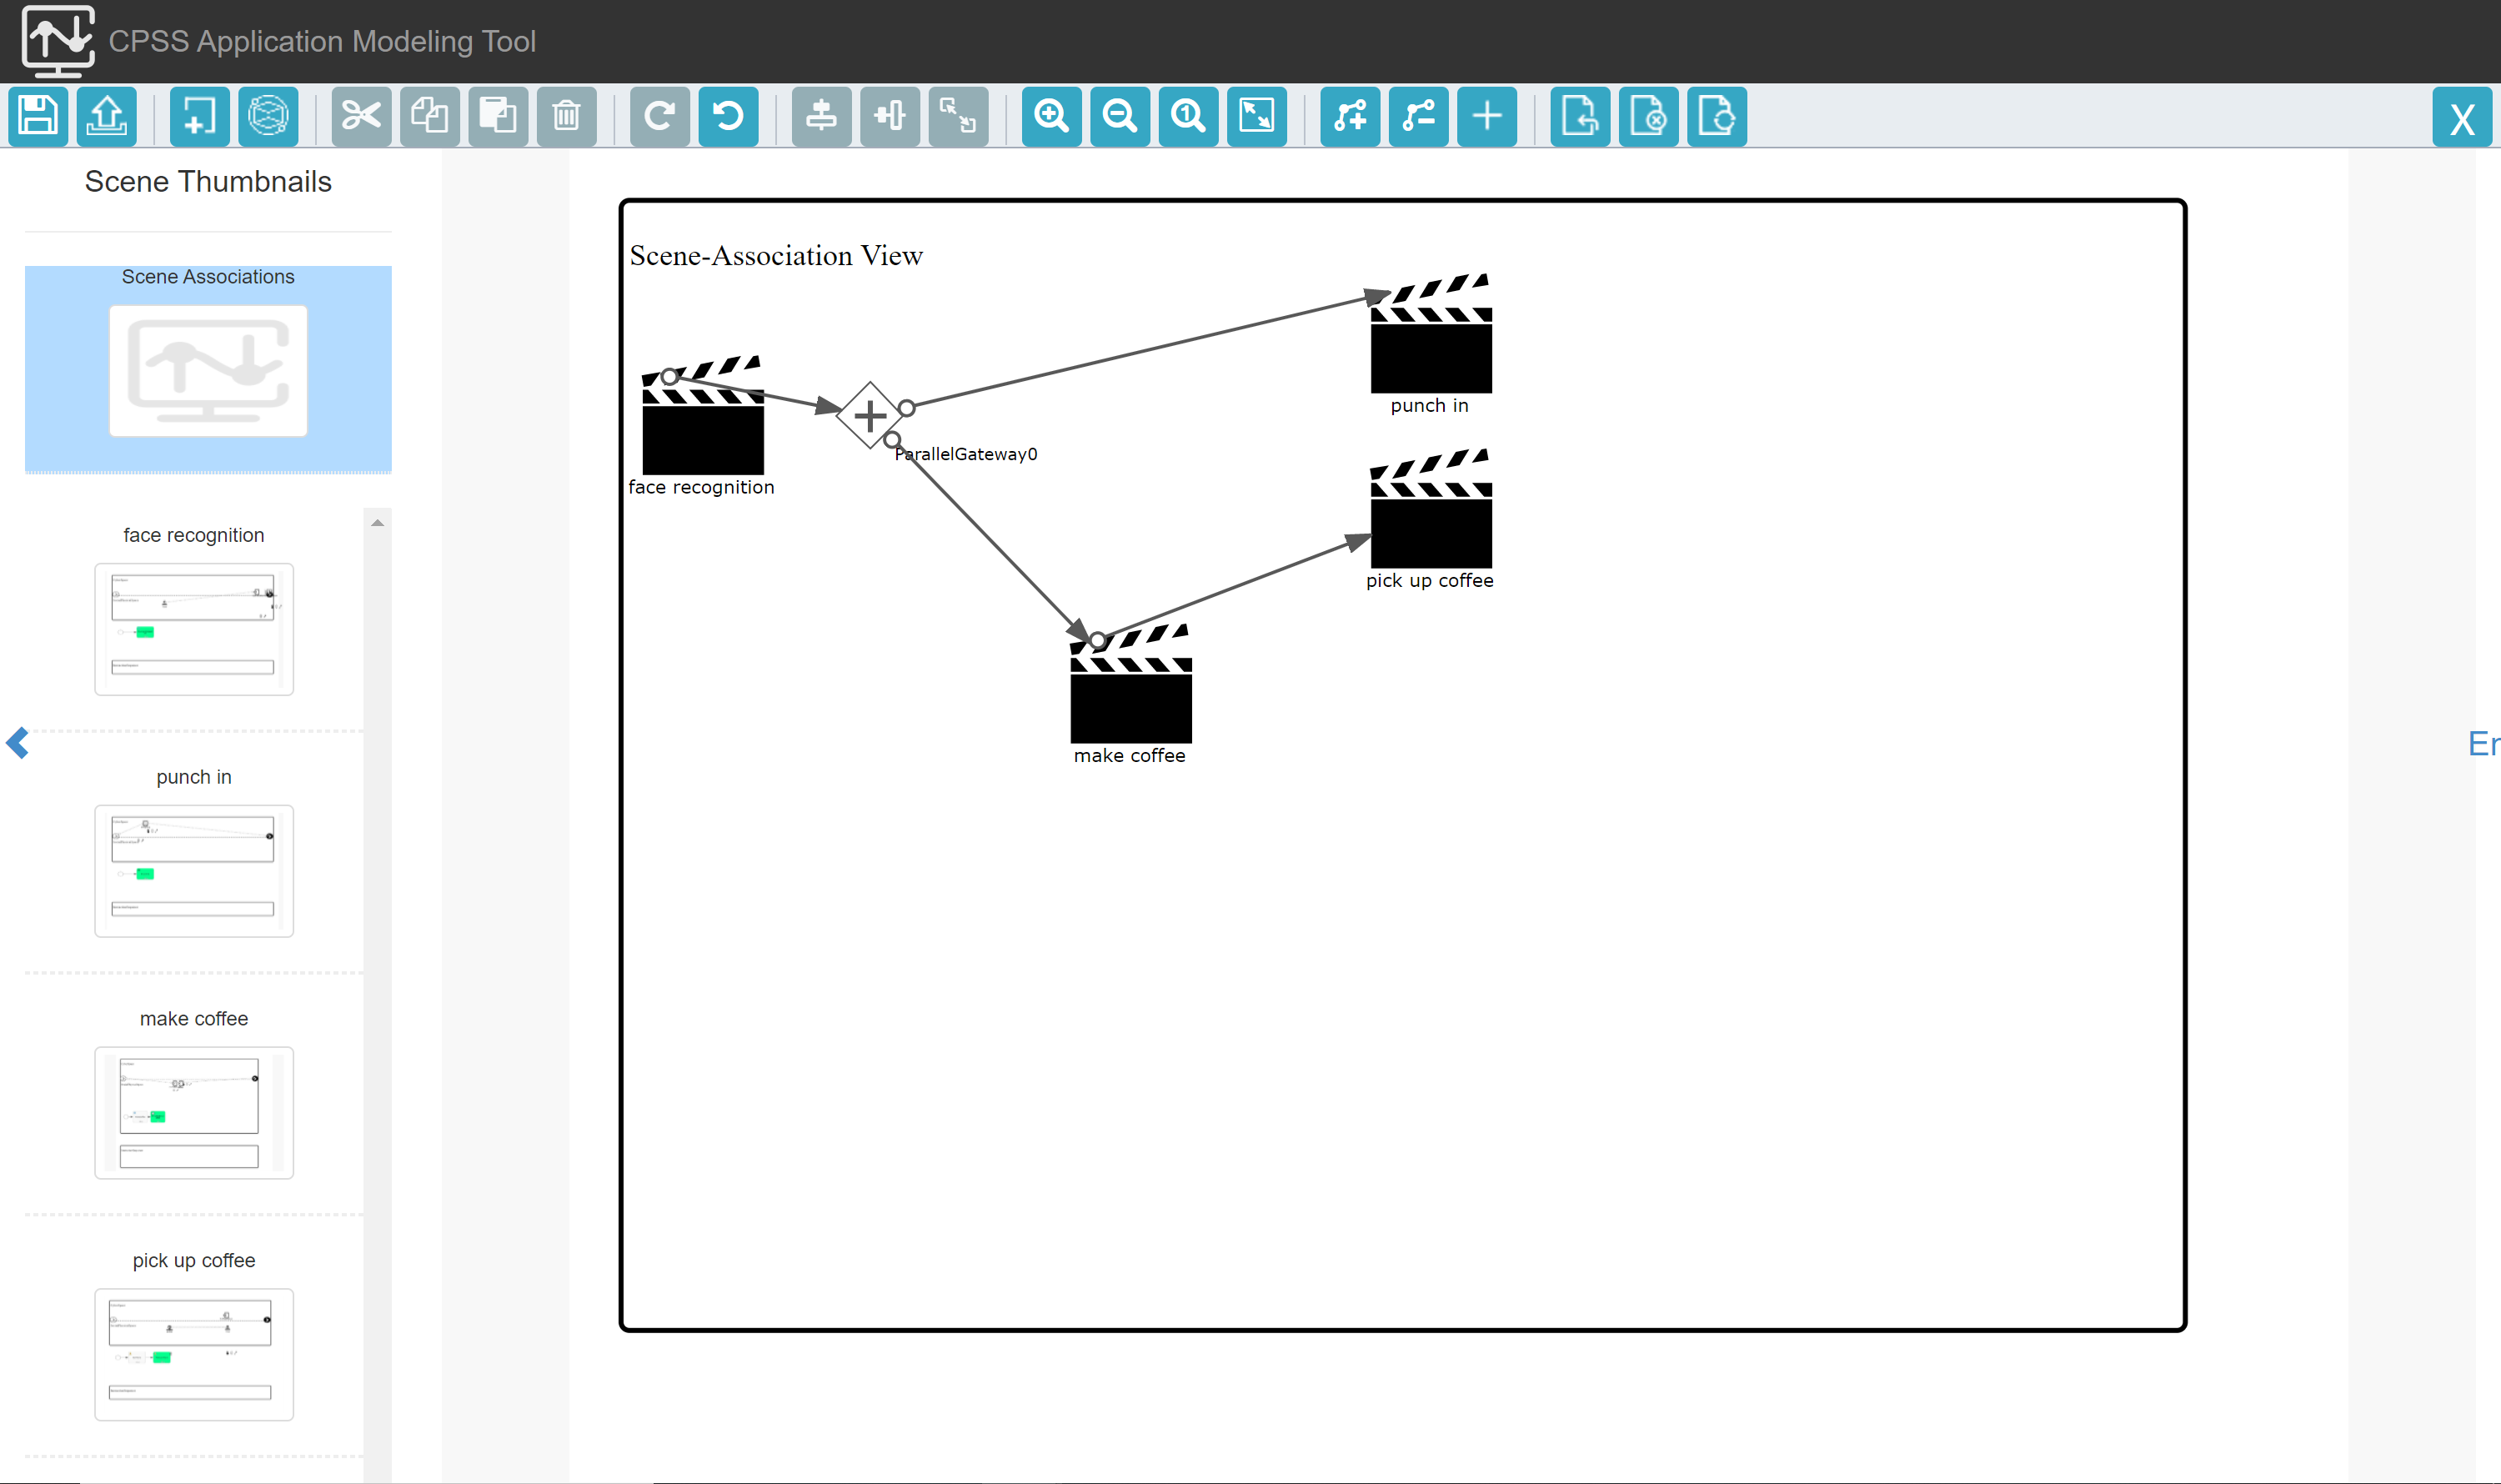 CPSS Application Modeling Tool
1
X
Scene Thumbnails
Scene Associations
face recognition
punch in
make coffee
pick up coffee
Scene-Association View
face recognition
ParallelGateway0
punch in
pick up coffee
make coffee